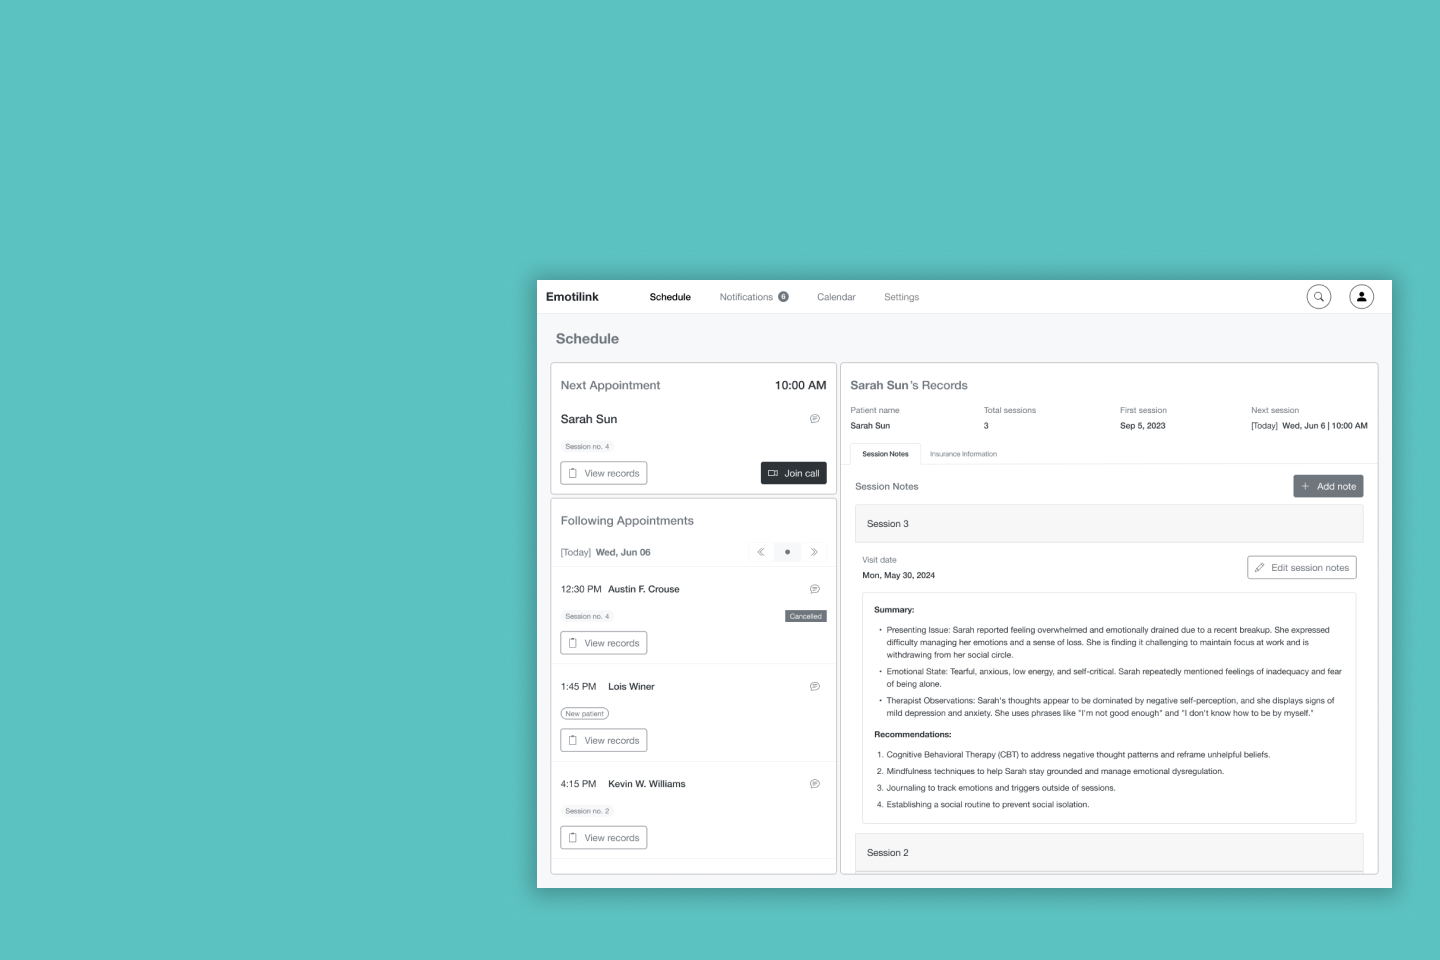 Emotilink
Schedule
Notifications 6
Calendar
Settings
Schedule
Next Appointment 10:00 AM
Sarah Sun
Session no. 4
View records
Join call
Following Appointments
[Today] Wed, Jun 06
12:30 PM Austin F. Crouse
Session no. 4
Cancelled
View records
1:45 PM Lois Winer
New patient
View records
4:15 PM Kevin W. Williams
Session no. 2
View records
Sarah Sun's Records
Patient name Total sessions First session Next session
Sarah Sun 3 Sep 5, 2023 [Today] Wed, Jun 6 | 10:00 AM
Session Notes Insurance Information
Session Notes
Add note
Session 3
Visit date
Mon, May 30, 2024
Edit session notes
Summary:
• Presenting Issue: Sarah reported feeling overwhelmed and emotionally drained due to a recent breakup. She expressed
difficulty managing her emotions and a sense of loss. She is finding it challenging to maintain focus at work and is
withdrawing from her social circle.
• Emotional State: Tearful, anxious, low energy, and self-critical. Sarah repeatedly mentioned feelings of inadequacy and fear
of being alone.
• Therapist Observations: Sarah's thoughts appear to be dominated by negative self-perception, and she displays signs of
mild depression and anxiety. She uses phrases like "I'm not good enough" and "I don't know how to be by myself."
Recommendations:
1. Cognitive Behavioral Therapy (CBT) to address negative thought patterns and reframe unhelpful beliefs.
2. Mindfulness techniques to help Sarah stay grounded and manage emotional dysregulation.
3. Journaling to track emotions and triggers outside of sessions.
4. Establishing a social routine to prevent social isolation.
Session 2